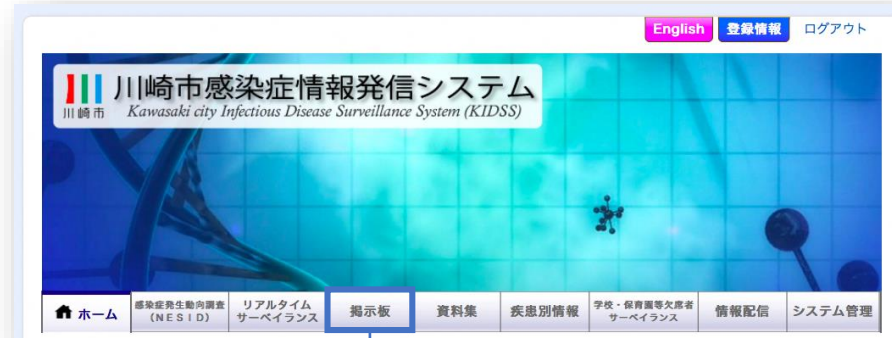 English 登録情報 ログアウト
川崎市感染症情報発信システム
川崎市 Kawasaki city Infectious Disease Surveillance System (KIDSS)
ホーム
感染症発生動向調査
(NESID)
リアルタイム
サーベイランス
掲示板
資料集
疾患別情報
学校・保育園等欠席者
サーベイランス
情報配信
システム管理